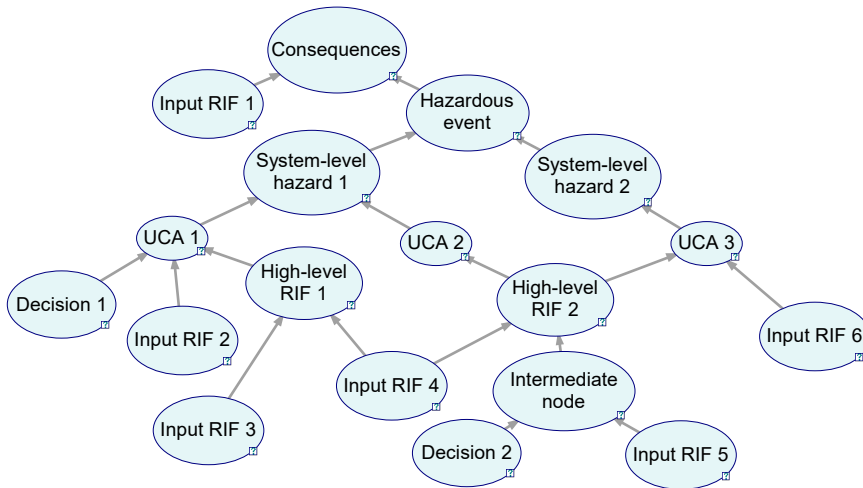 Consequences
Input RIF 1
Hazardous
event
System-level
hazard 1
System-level
hazard 2
UCA 1
UCA 2
UCA 3
High-level
RIF 1
High-level
RIF 2
Decision 1
Input RIF 2
Input RIF 6
Input RIF 4
Intermediate
node
Input RIF 3
Decision 2
Input RIF 5